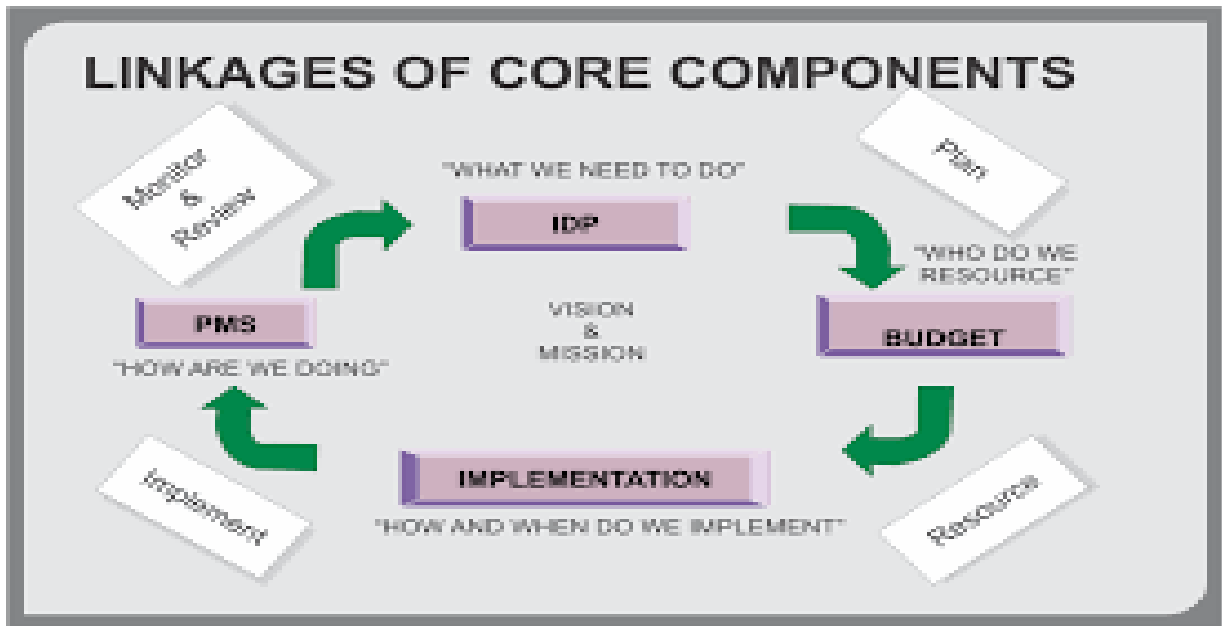 LINKAGES OF CORE COMPONENTS
Monitor
&
Review
"WHAT WE NEED TO DO"
IDP
Plan
"WHO DO WE
RESOURCE"
BUDGET
VISION
&
MISSION
PMS
"HOW ARE WE DOING"
IMPLEMENTATION
"HOW AND WHEN DO WE IMPLEMENT"
Implement
Resource